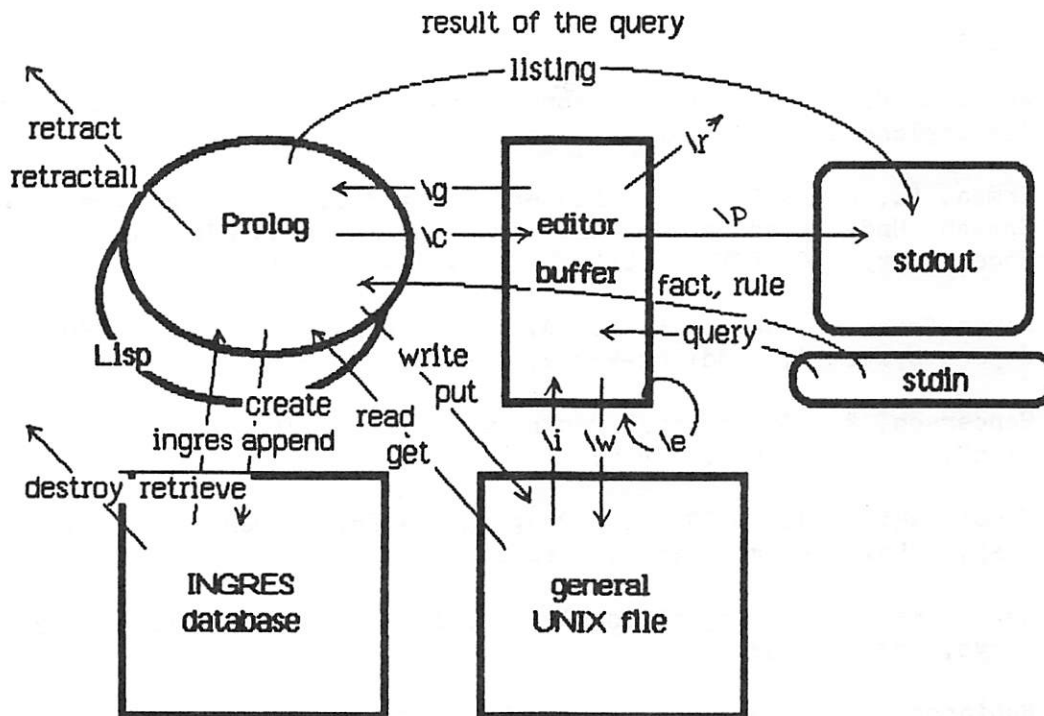 result of the query
listing
retract
retractall
\r
\g
\p
Prolog
\c
editor
buffer
stdout
fact, rule
query
stdin
Lisp
write
put
create
read
ingres append
get
\i
\w
\e
destroy retrieve
INGRES
database
general
UNIX file